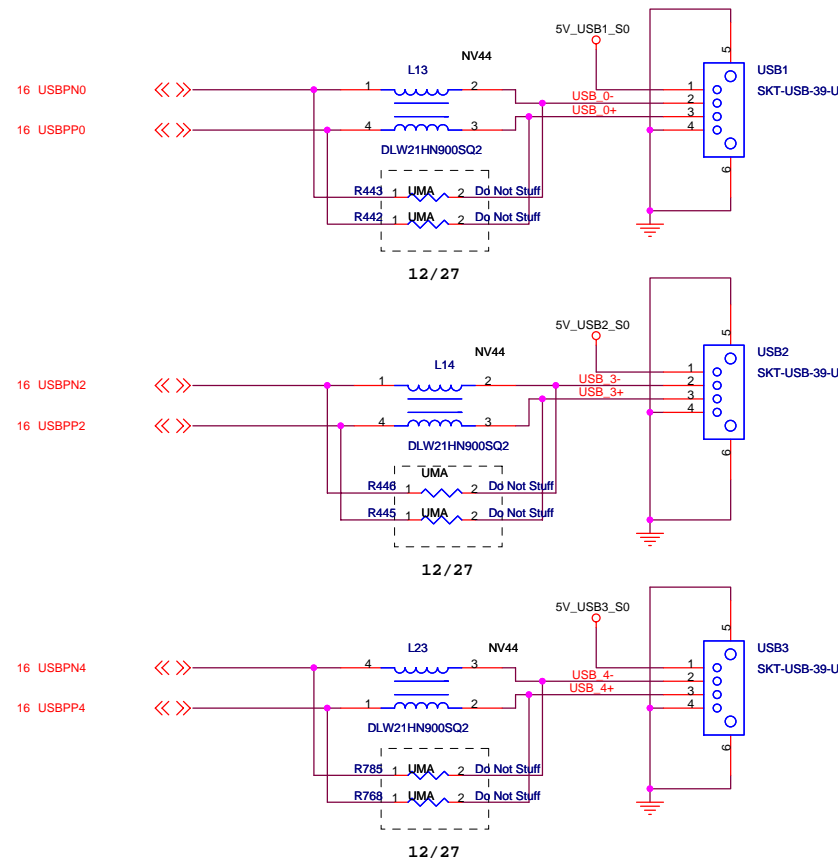 5V_USB1_S0
5
L13 NV44 USB1
16 USBPN0 1 2 1 SKT-USB-39-U
USB_0- 2
USB_0+ 3
16 USBPP0 4 3 4
DLW21HN900SQ2
6
R443 1 UMA 2 Do Not Stuff
R442 1 UMA 2 Do Not Stuff
12/27
5V_USB2_S0
5
L14 NV44 USB2
16 USBPN2 1 2 1 SKT-USB-39-U
USB_3- 2
USB_3+ 3
16 USBPP2 4 3 4
DLW21HN900SQ2
6
UMA
R446 1 2 Do Not Stuff
R445 1 UMA 2 Do Not Stuff
12/27
5V_USB3_S0
5
L23 NV44 USB3
16 USBPN4 4 3 1 SKT-USB-39-U
USB_4- 2
USB_4+ 3
16 USBPP4 1 2 4
DLW21HN900SQ2
6
R785 1 UMA 2 Do Not Stuff
R768 1 UMA 2 Do Not Stuff
12/27